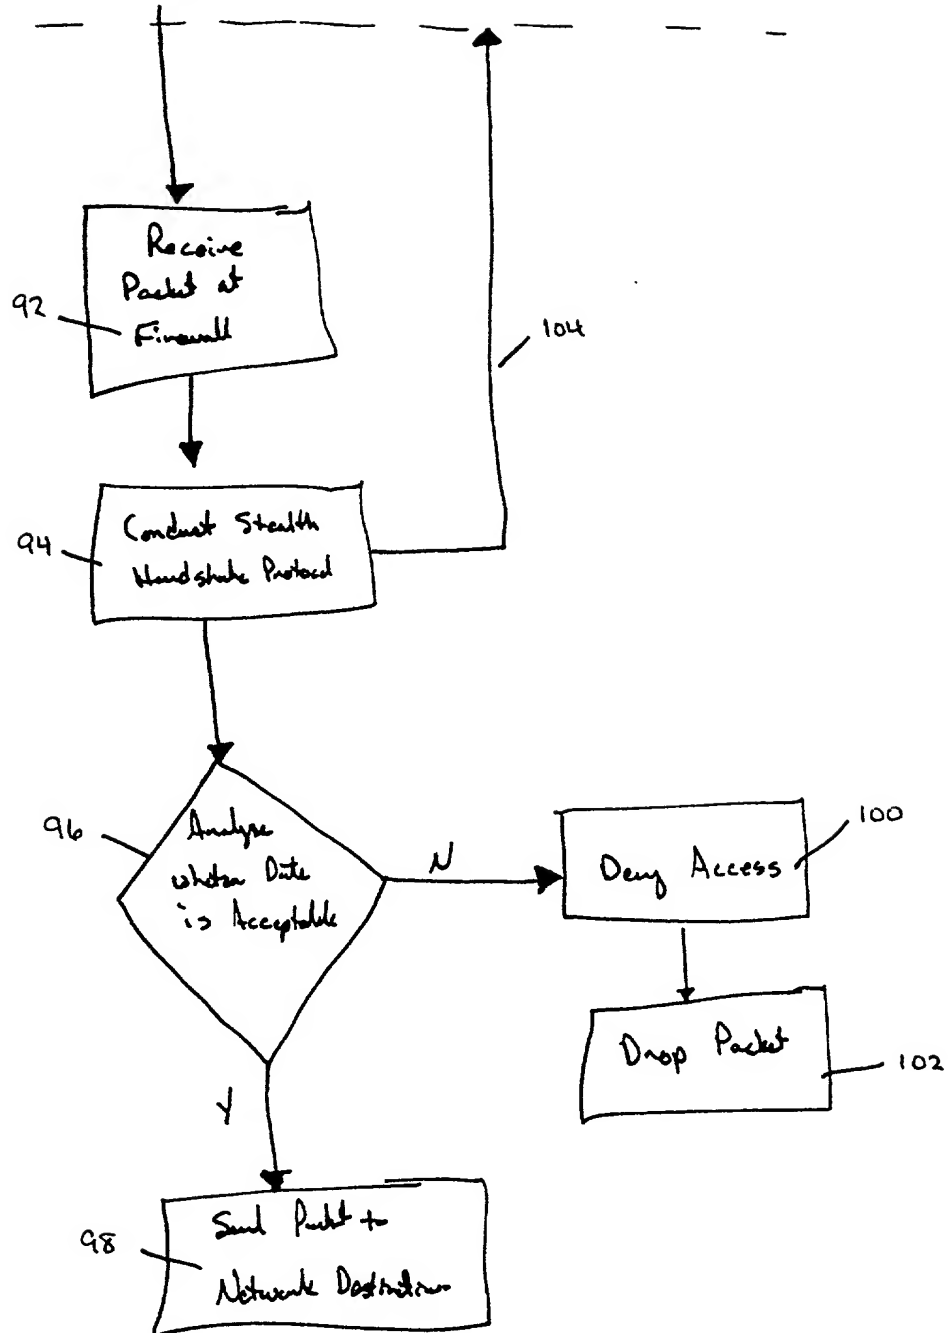 Receive
Packet at
Firewall
92
104
Conduct Stealth
Handshake Protocol
94
96
Analyze
whether Data
is Acceptable
N
Deny Access
100
Drop Packet
102
Y
Send Packet to
Network Destination
98